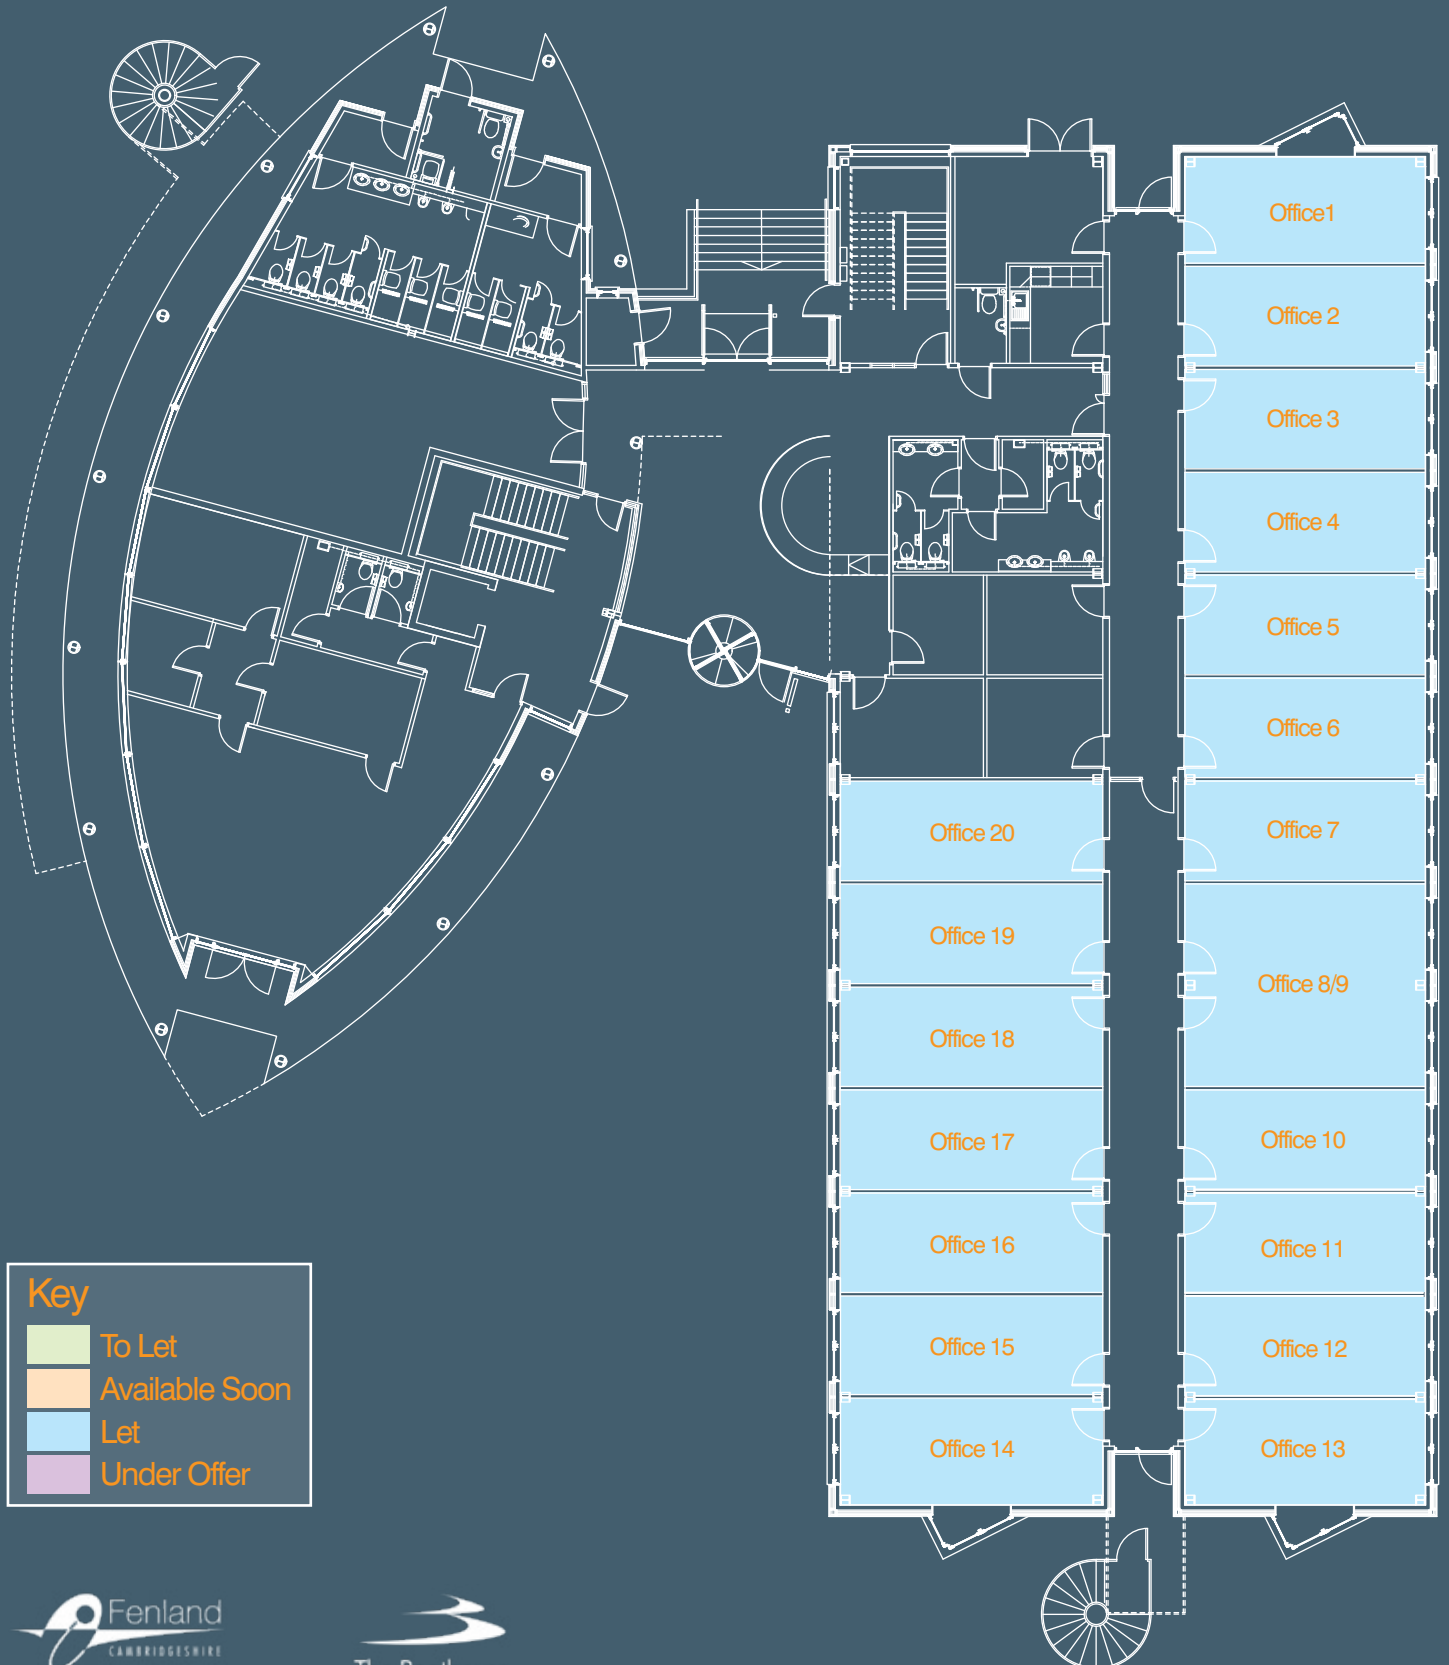 Office1
Office 2
Office 3
Office 4
Office 5
Office 6
Office 7
Office 20
Office 19
Office 8/9
Office 18
Office 17
Office 10
Office 16
Office 11
Office 15
Office 12
Office 14
Office 13
Key
To Let
Available Soon
Let
Under Offer
Fenland
CAMBRIDGESHIRE
The